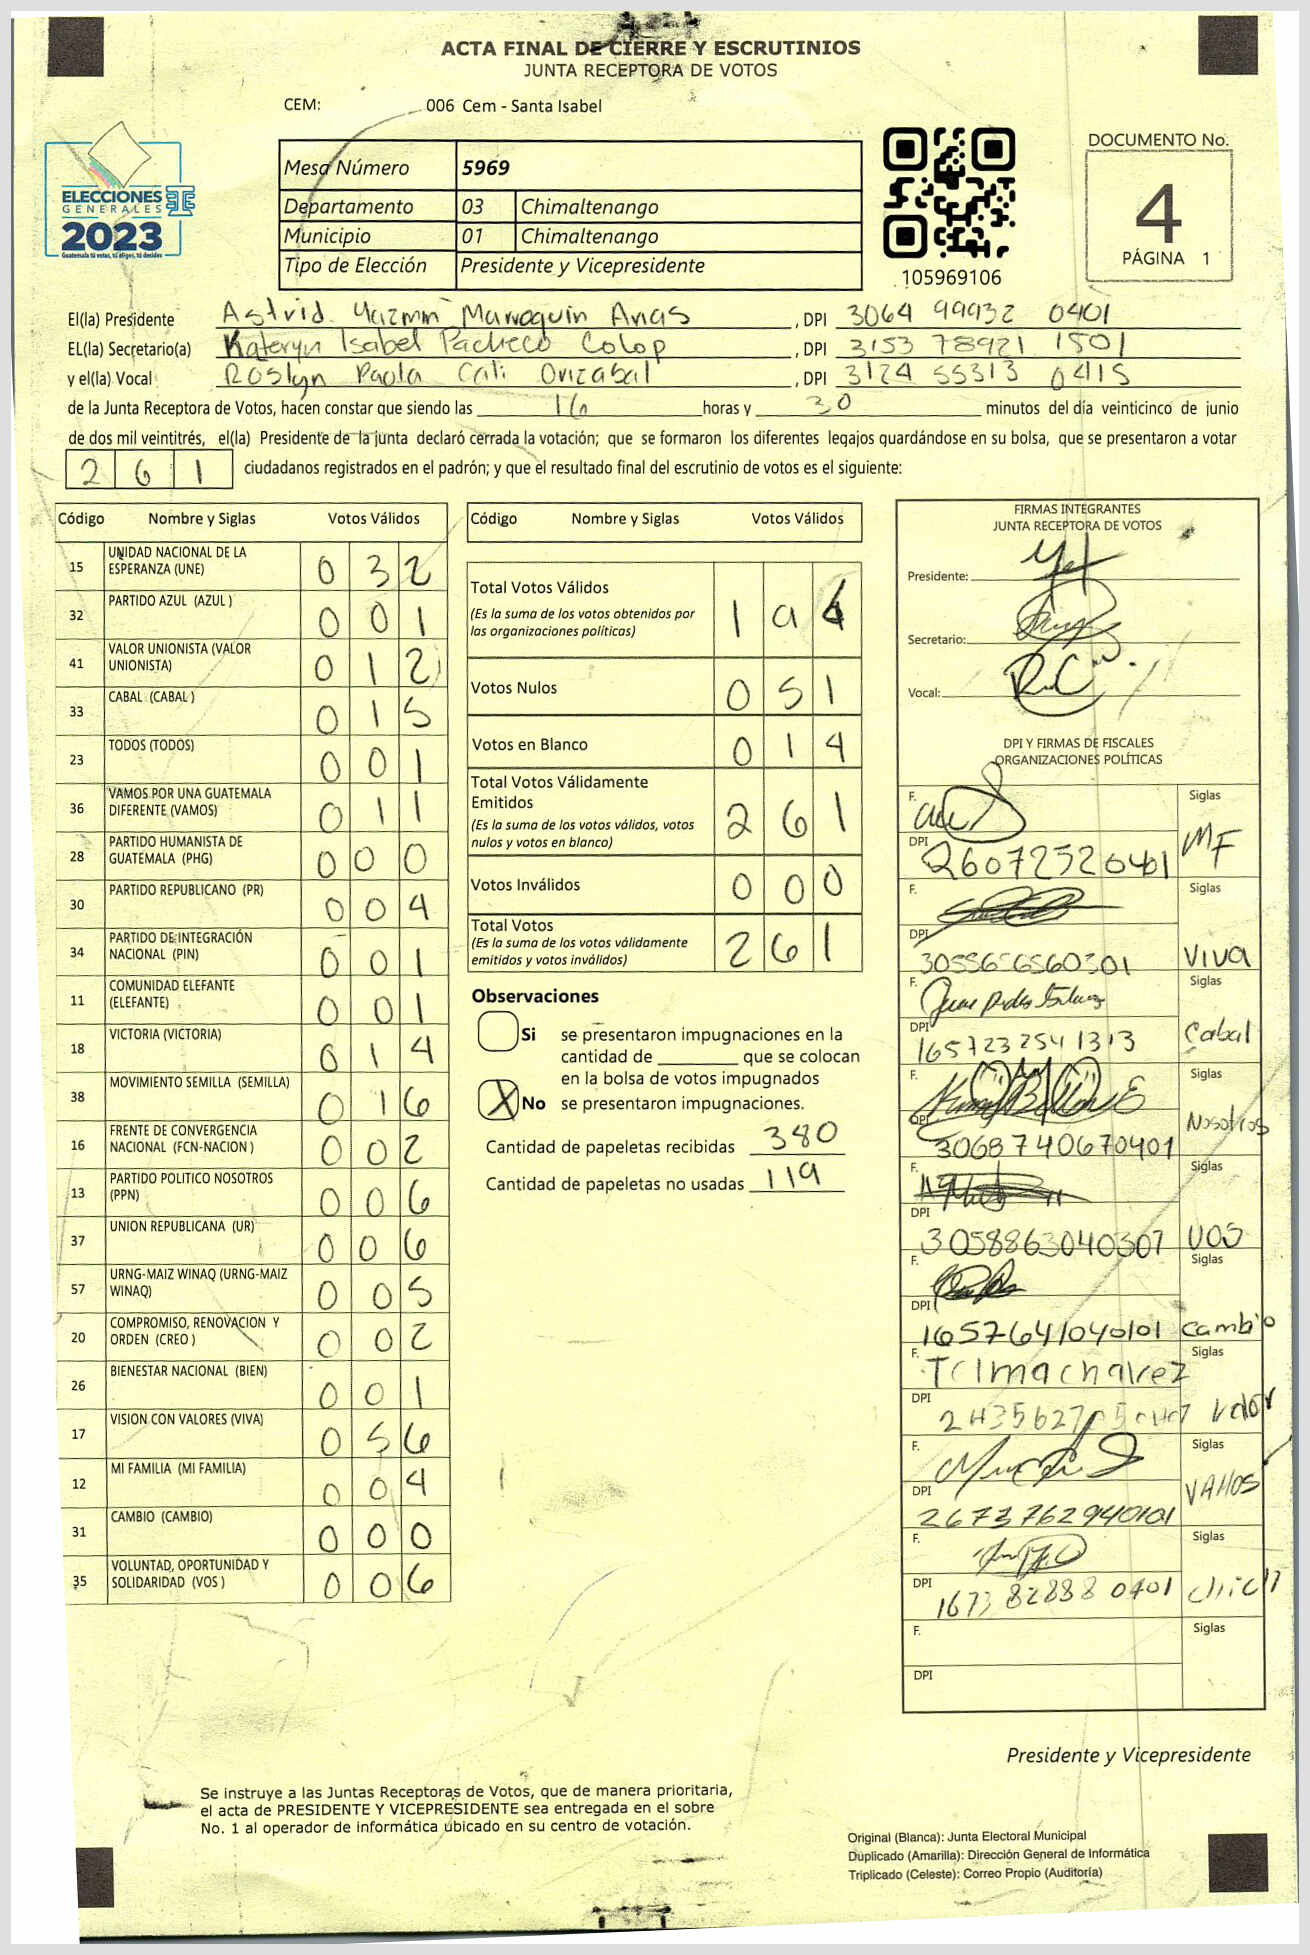 ACTA FINAL DE CIERRE Y ESCRUTINIOS
JUNTA RECEPTORA DE VOTOS
CEM: 006 Cem - Santa Isabel
ELECCIONES
GENERALES
2023
Guatemala tú votas, tú eliges, tú decides
Mesa Número 5969
Departamento 03 Chimaltenango
Municipio 01 Chimaltenango
Tipo de Elección Presidente y Vicepresidente
105969106
DOCUMENTO No.
4
PÁGINA 1
El(la) Presidente Astrid Yazmin Marroquin Arias , DPI 3064 99932 0401
EL(la) Secretario(a) Kateryn Isabel Pacheco Colop , DPI 3153 78921 1501
y el(la) Vocal Roslyn Paola Cali Orizabal , DPI 3124 55313 0415
de la Junta Receptora de Votos, hacen constar que siendo las 16 horas y 30 minutos del día veinticinco de junio
de dos mil veintitrés, el(la) Presidente de la junta declaró cerrada la votación; que se formaron los diferentes legajos guardándose en su bolsa, que se presentaron a votar
2 6 1 ciudadanos registrados en el padrón; y que el resultado final del escrutinio de votos es el siguiente:
Código Nombre y Siglas Votos Válidos
15 UNIDAD NACIONAL DE LA ESPERANZA (UNE) 0 3 2
32 PARTIDO AZUL (AZUL ) 0 0 1
41 VALOR UNIONISTA (VALOR UNIONISTA) 0 1 2
33 CABAL (CABAL ) 0 1 5
23 TODOS (TODOS) 0 0 1
36 VAMOS POR UNA GUATEMALA DIFERENTE (VAMOS) 0 1 1
28 PARTIDO HUMANISTA DE GUATEMALA (PHG) 0 0 0
30 PARTIDO REPUBLICANO (PR) 0 0 4
34 PARTIDO DE INTEGRACIÓN NACIONAL (PIN) 0 0 1
11 COMUNIDAD ELEFANTE (ELEFANTE) 0 0 1
18 VICTORIA (VICTORIA) 0 1 4
38 MOVIMIENTO SEMILLA (SEMILLA) 0 1 6
16 FRENTE DE CONVERGENCIA NACIONAL (FCN-NACION ) 0 0 2
13 PARTIDO POLITICO NOSOTROS (PPN) 0 0 6
37 UNION REPUBLICANA (UR) 0 0 6
57 URNG-MAIZ WINAQ (URNG-MAIZ WINAQ) 0 0 5
20 COMPROMISO, RENOVACION Y ORDEN (CREO ) 0 0 2
26 BIENESTAR NACIONAL (BIEN) 0 0 1
17 VISION CON VALORES (VIVA) 0 5 6
12 MI FAMILIA (MI FAMILIA) 0 0 4
31 CAMBIO (CAMBIO) 0 0 0
35 VOLUNTAD, OPORTUNIDAD Y SOLIDARIDAD (VOS ) 0 0 6
Código Nombre y Siglas Votos Válidos
Total Votos Válidos
(Es la suma de los votos obtenidos por
las organizaciones políticas) 1 9 6
Votos Nulos 0 5 1
Votos en Blanco 0 1 4
Total Votos Válidamente
Emitidos
(Es la suma de los votos válidos, votos
nulos y votos en blanco) 2 6 1
Votos Inválidos 0 0 0
Total Votos
(Es la suma de los votos válidamente
emitidos y votos inválidos) 2 6 1
Observaciones
Si se presentaron impugnaciones en la
cantidad de ________ que se colocan
en la bolsa de votos impugnados
X No se presentaron impugnaciones.
Cantidad de papeletas recibidas 380
Cantidad de papeletas no usadas 119
FIRMAS INTEGRANTES
JUNTA RECEPTORA DE VOTOS
Presidente:
Secretario:
Vocal:
DPI Y FIRMAS DE FISCALES
ORGANIZACIONES POLÍTICAS
F. Siglas
DPI 26072520401 MF
F. Siglas
DPI 3055656560301 VIVA
F. Siglas
DPI 1657232541313 Cabal
F. Siglas
DPI 3068740670401 Nosotros
F. Siglas
DPI 3058863040307 VOS
F. Siglas
DPI 1657641040101 Cambio
F. Telma chavez Siglas
DPI Valor
F. Siglas
DPI 2673762940101 VAMOS
F. Siglas
DPI 1673 82888 0401
F. Siglas
DPI
Presidente y Vicepresidente
Se instruye a las Juntas Receptoras de Votos, que de manera prioritaria,
el acta de PRESIDENTE Y VICEPRESIDENTE sea entregada en el sobre
No. 1 al operador de informática ubicado en su centro de votación.
Original (Blanca): Junta Electoral Municipal
Duplicado (Amarilla): Dirección General de Informática
Triplicado (Celeste): Correo Propio (Auditoría)